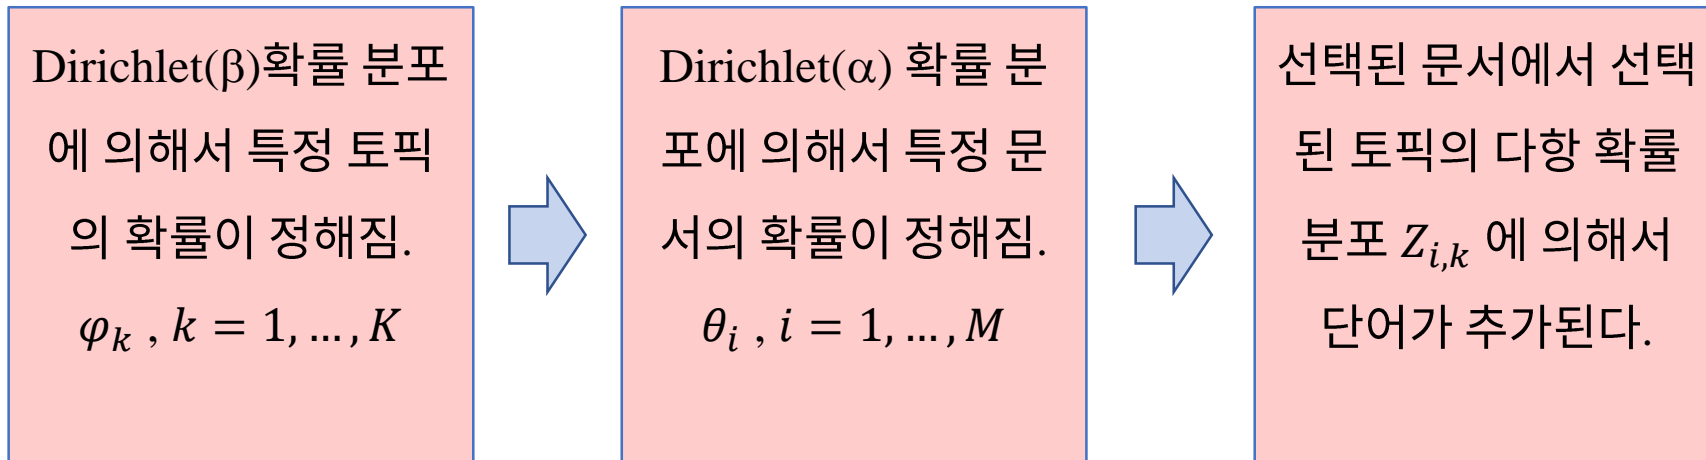 Dirichlet(β)확률 분포
에 의해서 특정 토픽
의 확률이 정해짐.
φ_k , k = 1, … , K
Dirichlet(α) 확률 분
포에 의해서 특정 문
서의 확률이 정해짐.
θ_i , i = 1, … , M
선택된 문서에서 선택
된 토픽의 다항 확률
분포 Z_{i,k} 에 의해서
단어가 추가된다.